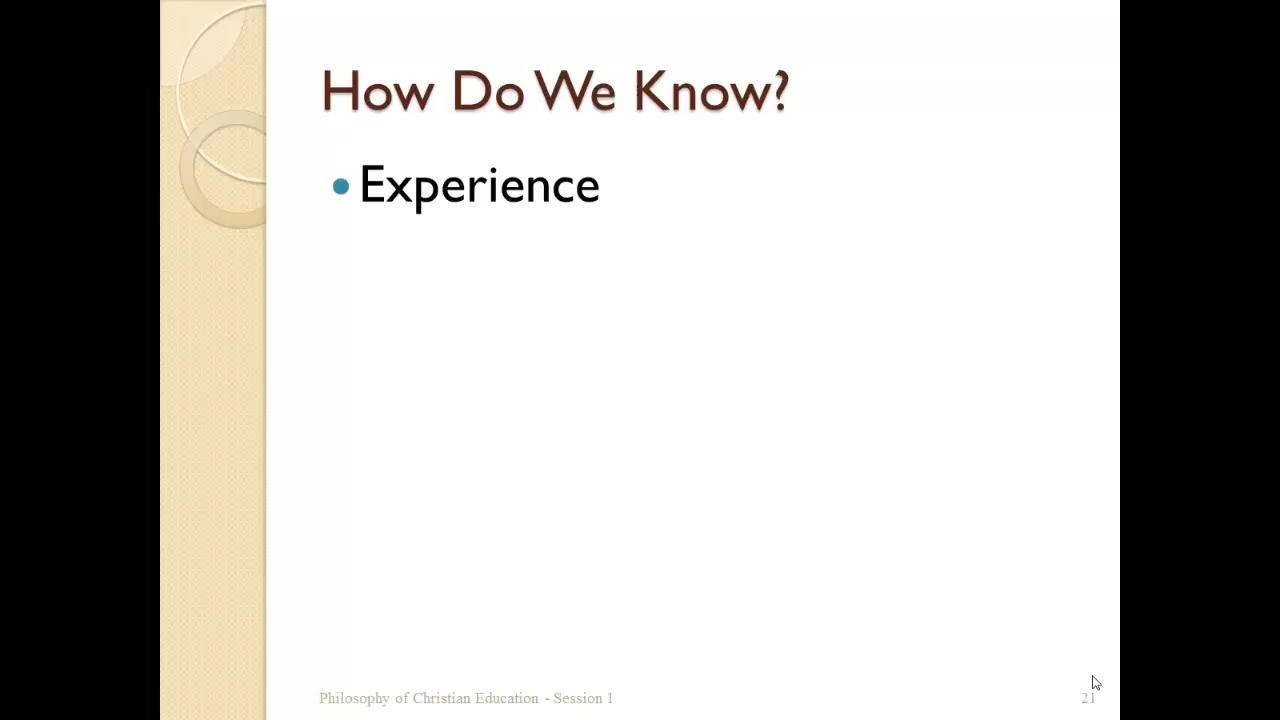 How Do We Know?
Experience
Philosophy of Christian Education - Session 1
21